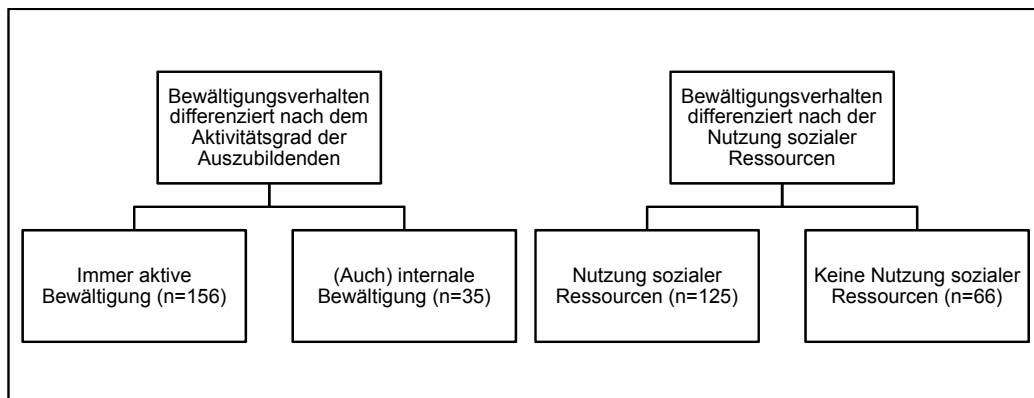 Bewältigungsverhalten
differenziert nach dem
Aktivitätsgrad der
Auszubildenden
Bewältigungsverhalten
differenziert nach der
Nutzung sozialer
Ressourcen
Immer aktive
Bewältigung (n=156)
(Auch) internale
Bewältigung (n=35)
Nutzung sozialer
Ressourcen (n=125)
Keine Nutzung sozialer
Ressourcen (n=66)